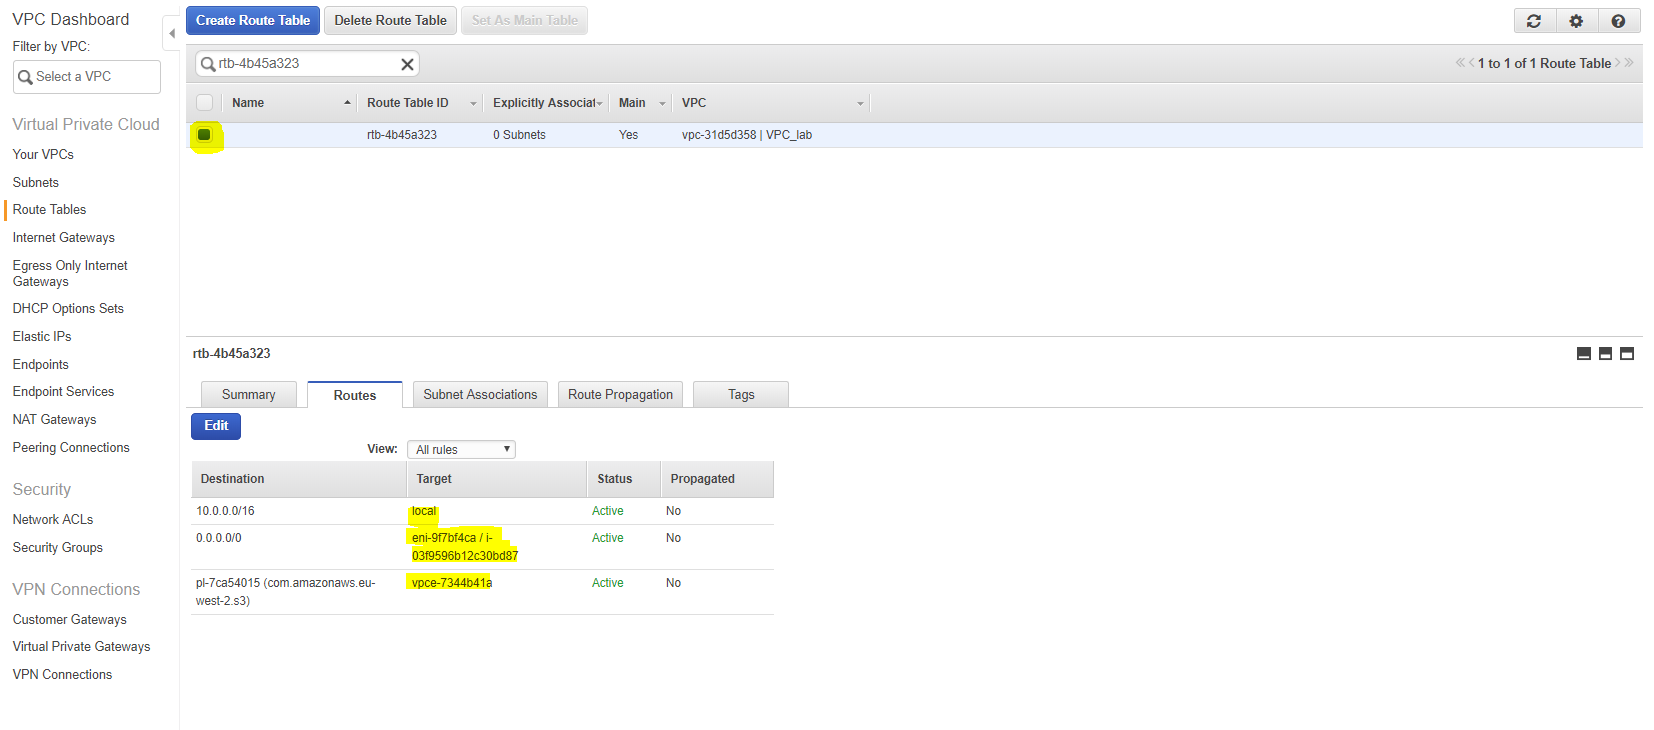 VPC Dashboard
Filter by VPC:
Select a VPC
Virtual Private Cloud
Your VPCs
Subnets
Route Tables
Internet Gateways
Egress Only Internet
Gateways
DHCP Options Sets
Elastic IPs
Endpoints
Endpoint Services
NAT Gateways
Peering Connections
Security
Network ACLs
Security Groups
VPN Connections
Customer Gateways
Virtual Private Gateways
VPN Connections
Create Route Table Delete Route Table Set As Main Table
rtb-4b45a323
1 to 1 of 1 Route Table
Name Route Table ID Explicitly Associat Main VPC
rtb-4b45a323 0 Subnets Yes vpc-31d5d358 | VPC_lab
rtb-4b45a323
Summary Routes Subnet Associations Route Propagation Tags
Edit
View: All rules
Destination Target Status Propagated
10.0.0.0/16 local Active No
0.0.0.0/0 eni-9f7bf4ca / i- Active No
03f9596b12c30bd87
pl-7ca54015 (com.amazonaws.eu- vpce-7344b41a Active No
west-2.s3)